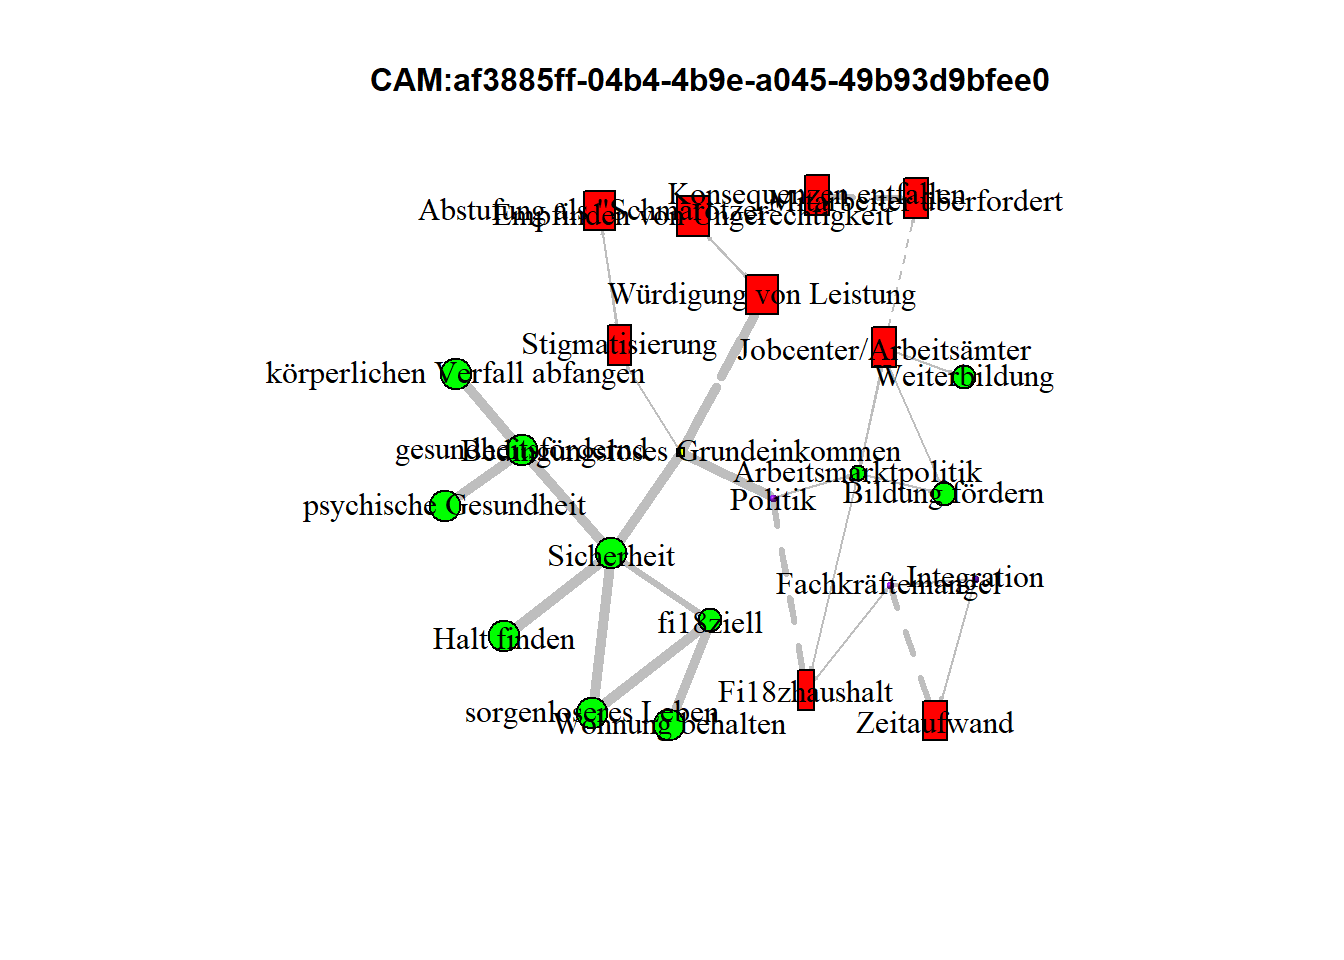 CAM:af3885ff-04b4-4b9e-a045-49b93d9bfee0
Konsequenzen entfallen
Mitarbeiter überfordert
Abstufung als "Schmarotzer"
Empfinden von Ungerechtigkeit
Würdigung von Leistung
Stigmatisierung
Jobcenter/Arbeitsämter
körperlichen Verfall abfangen
Weiterbildung
gesundheitsfördernd
Bedingungsloses Grundeinkommen
Arbeitsmarktpolitik
Politik
Bildung fördern
psychische Gesundheit
Sicherheit
Fachkräftemangel
Integration
fi18ziell
Halt finden
Fi18zhaushalt
sorgenloseres Leben
Wohnung behalten
Zeitaufwand